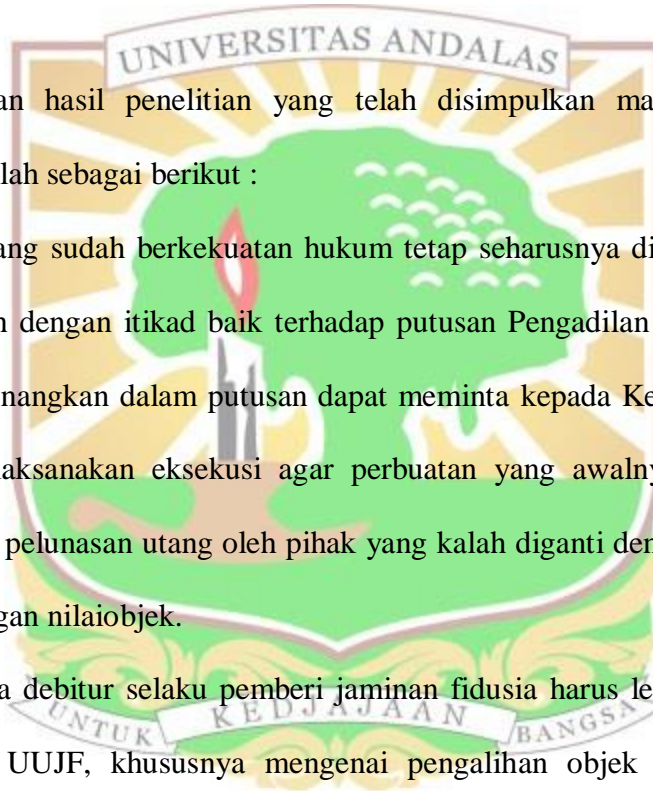 UNIVERSITAS ANDALAS
an hasil penelitian yang telah disimpulkan ma
lah sebagai berikut :
ang sudah berkekuatan hukum tetap seharusnya di
n dengan itikad baik terhadap putusan Pengadilan
nangkan dalam putusan dapat meminta kepada Ke
laksanakan eksekusi agar perbuatan yang awalny
pelunasan utang oleh pihak yang kalah diganti den
gan nilaiobjek.
a debitur selaku pemberi jaminan fidusia harus le
UNTUK KEDJAJAAN BANGSA
UUJF, khususnya mengenai pengalihan objek